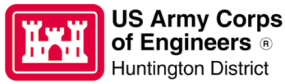 US Army Corps
of Engineers ®
Huntington District